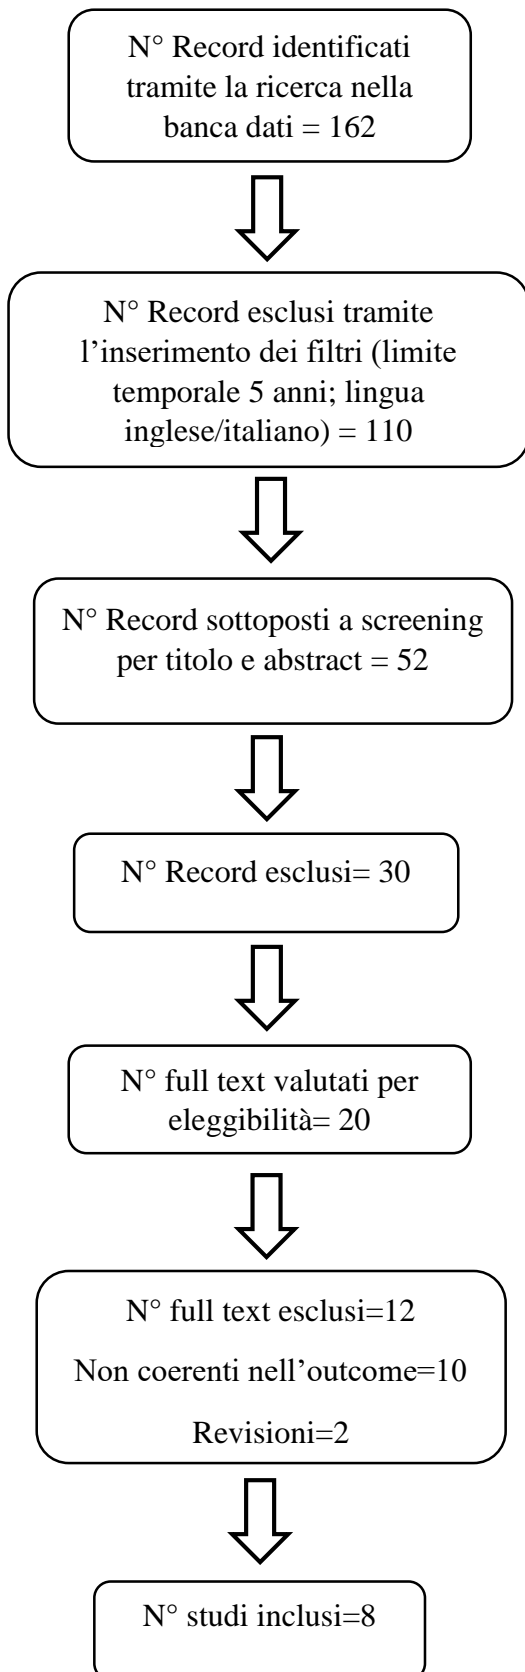 N° Record identificati
tramite la ricerca nella
banca dati = 162
N° Record esclusi tramite
l’inserimento dei filtri (limite
temporale 5 anni; lingua
inglese/italiano) = 110
N° Record sottoposti a screening
per titolo e abstract = 52
N° Record esclusi= 30
N° full text valutati per
eleggibilità= 20
N° full text esclusi=12
Non coerenti nell’outcome=10
Revisioni=2
N° studi inclusi=8